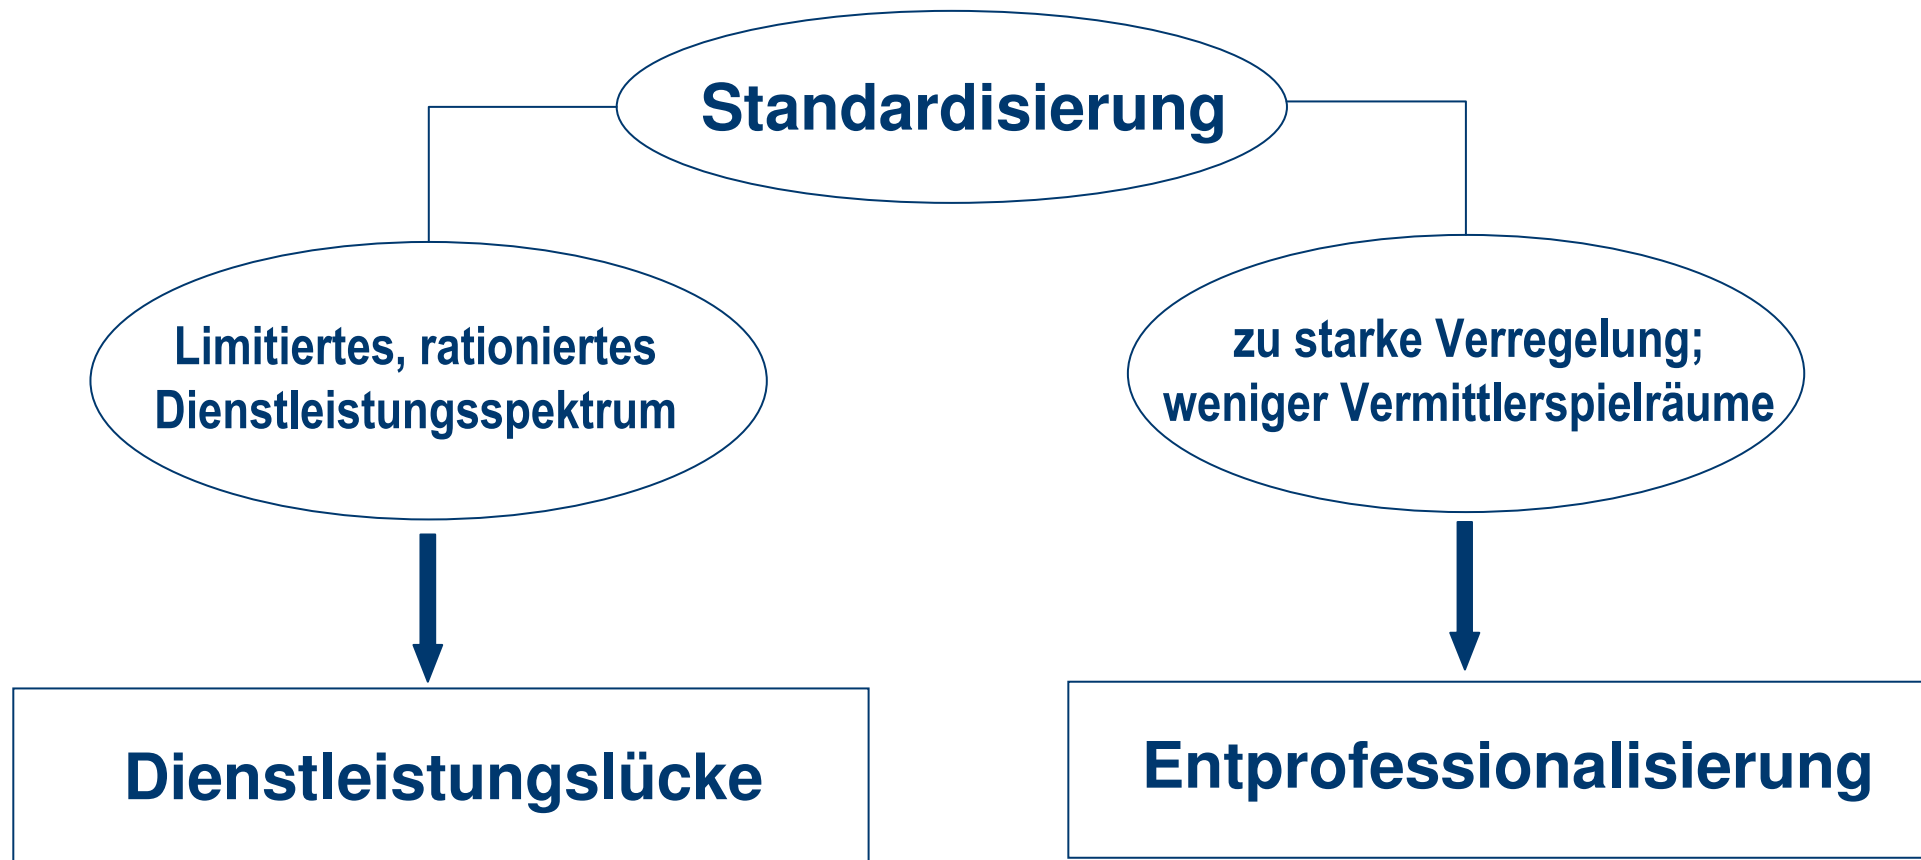 Standardisierung
Limitiertes, rationiertes
Dienstleistungsspektrum
zu starke Verregelung;
weniger Vermittlerspielräume
Dienstleistungslücke
Entprofessionalisierung